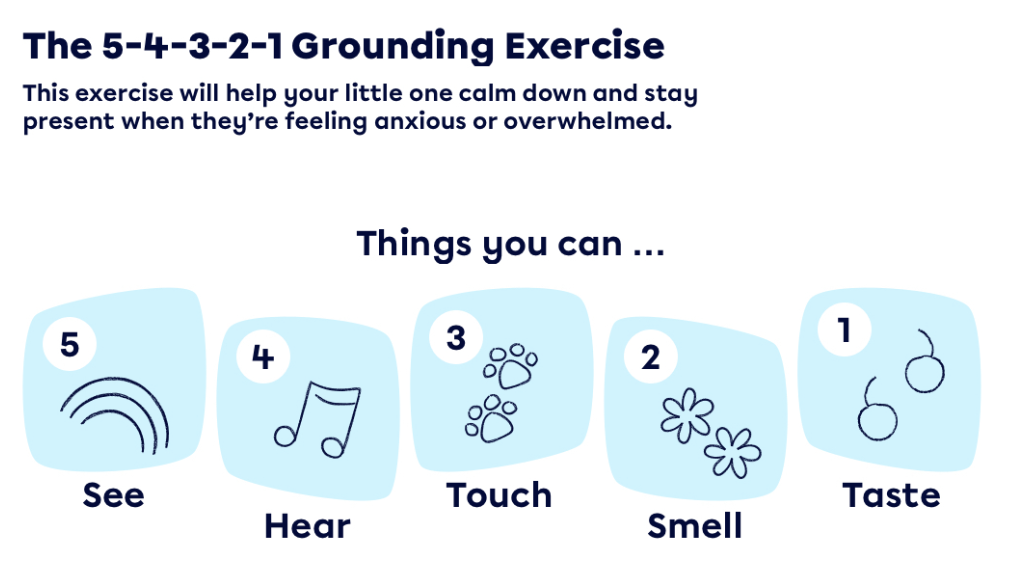 The 5-4-3-2-1 Grounding Exercise
This exercise will help your little one calm down and stay
present when they’re feeling anxious or overwhelmed.
Things you can ...
5
See
4
Hear
3
Touch
2
Smell
1
Taste